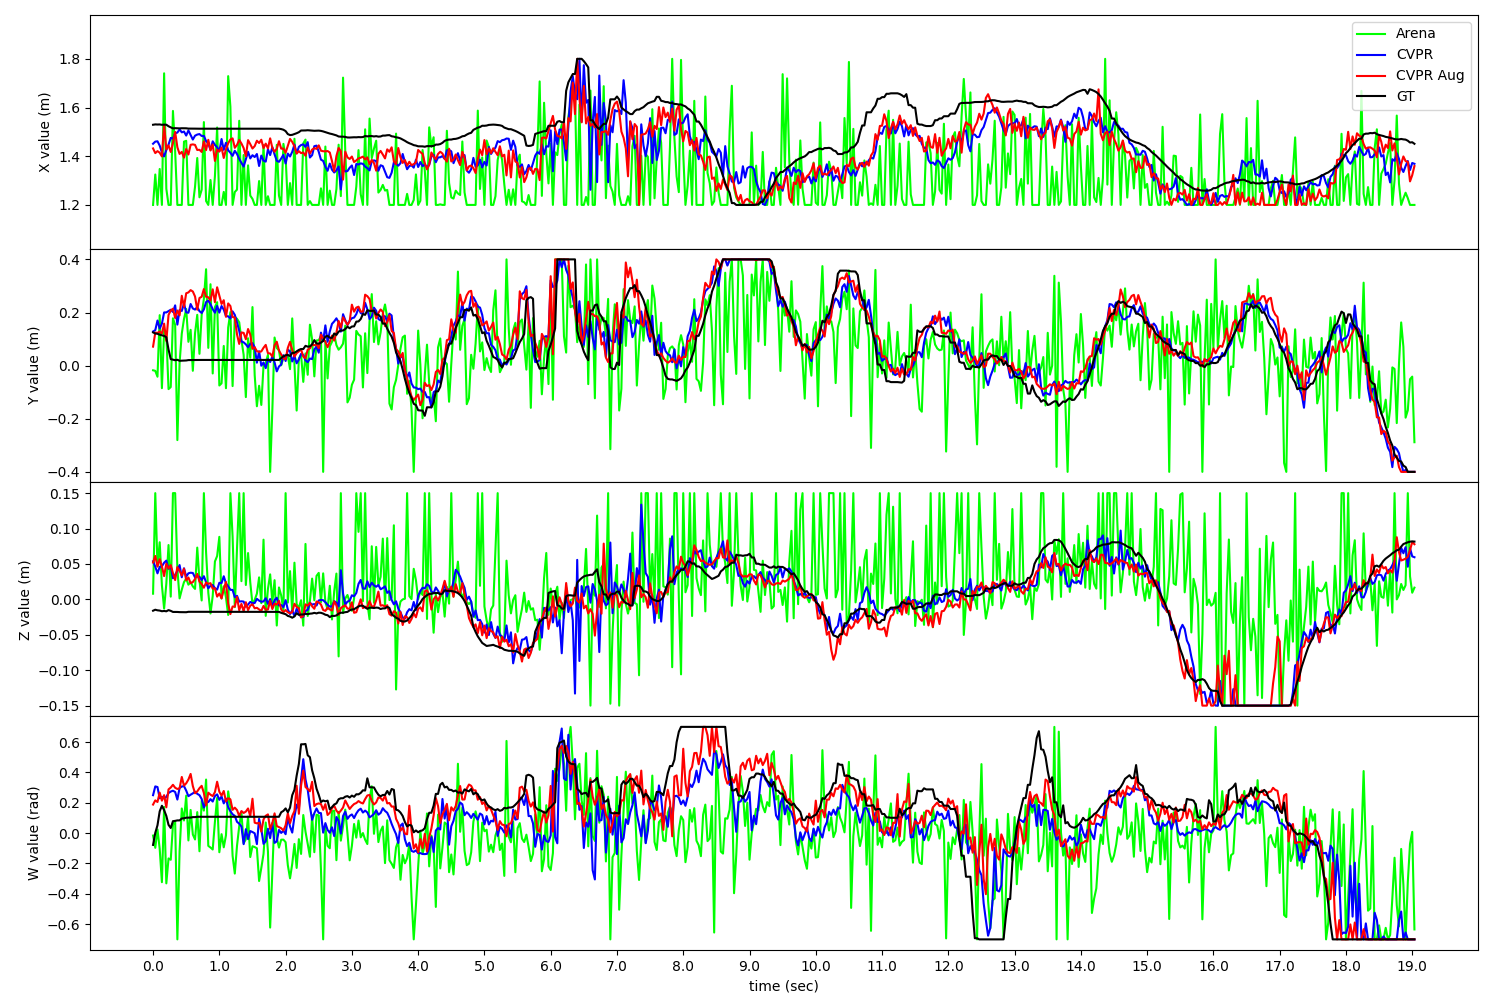 Arena
CVPR
CVPR Aug
GT
X value (m)
1.8
1.6
1.4
1.2
Y value (m)
0.4
0.2
0.0
−0.2
−0.4
Z value (m)
0.15
0.10
0.05
0.00
−0.05
−0.10
−0.15
W value (rad)
0.6
0.4
0.2
0.0
−0.2
−0.4
−0.6
0.0 1.0 2.0 3.0 4.0 5.0 6.0 7.0 8.0 9.0 10.0 11.0 12.0 13.0 14.0 15.0 16.0 17.0 18.0 19.0
time (sec)